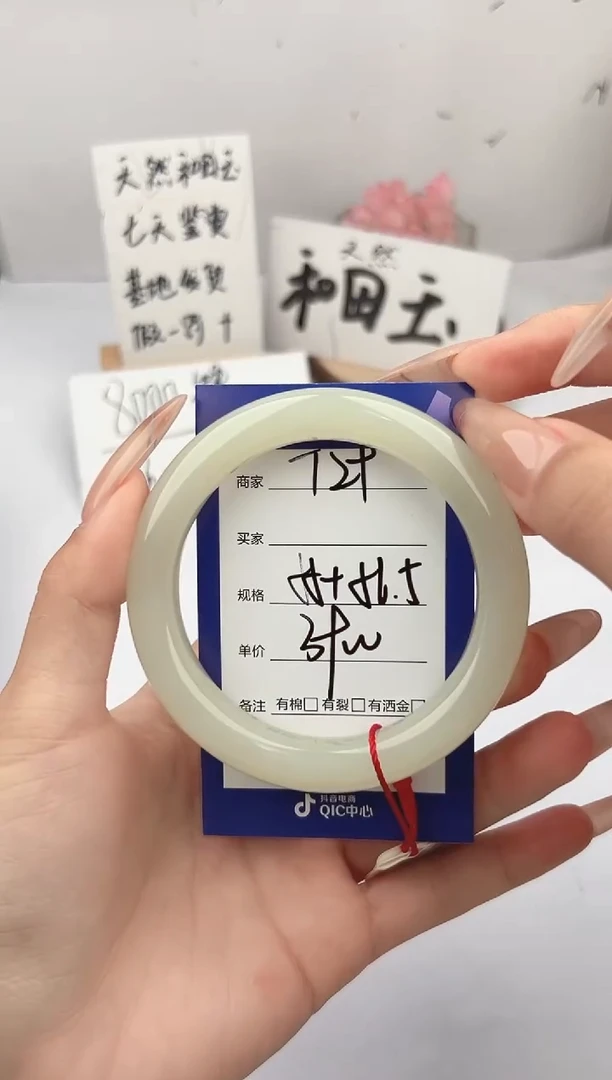 天然和田玉
七天鉴赏
基地发货
假一罚十
天然
和田玉
8mm
商家
买家
规格
单价
备注 有棉□ 有裂□ 有洒金□
抖音电商
QIC中心